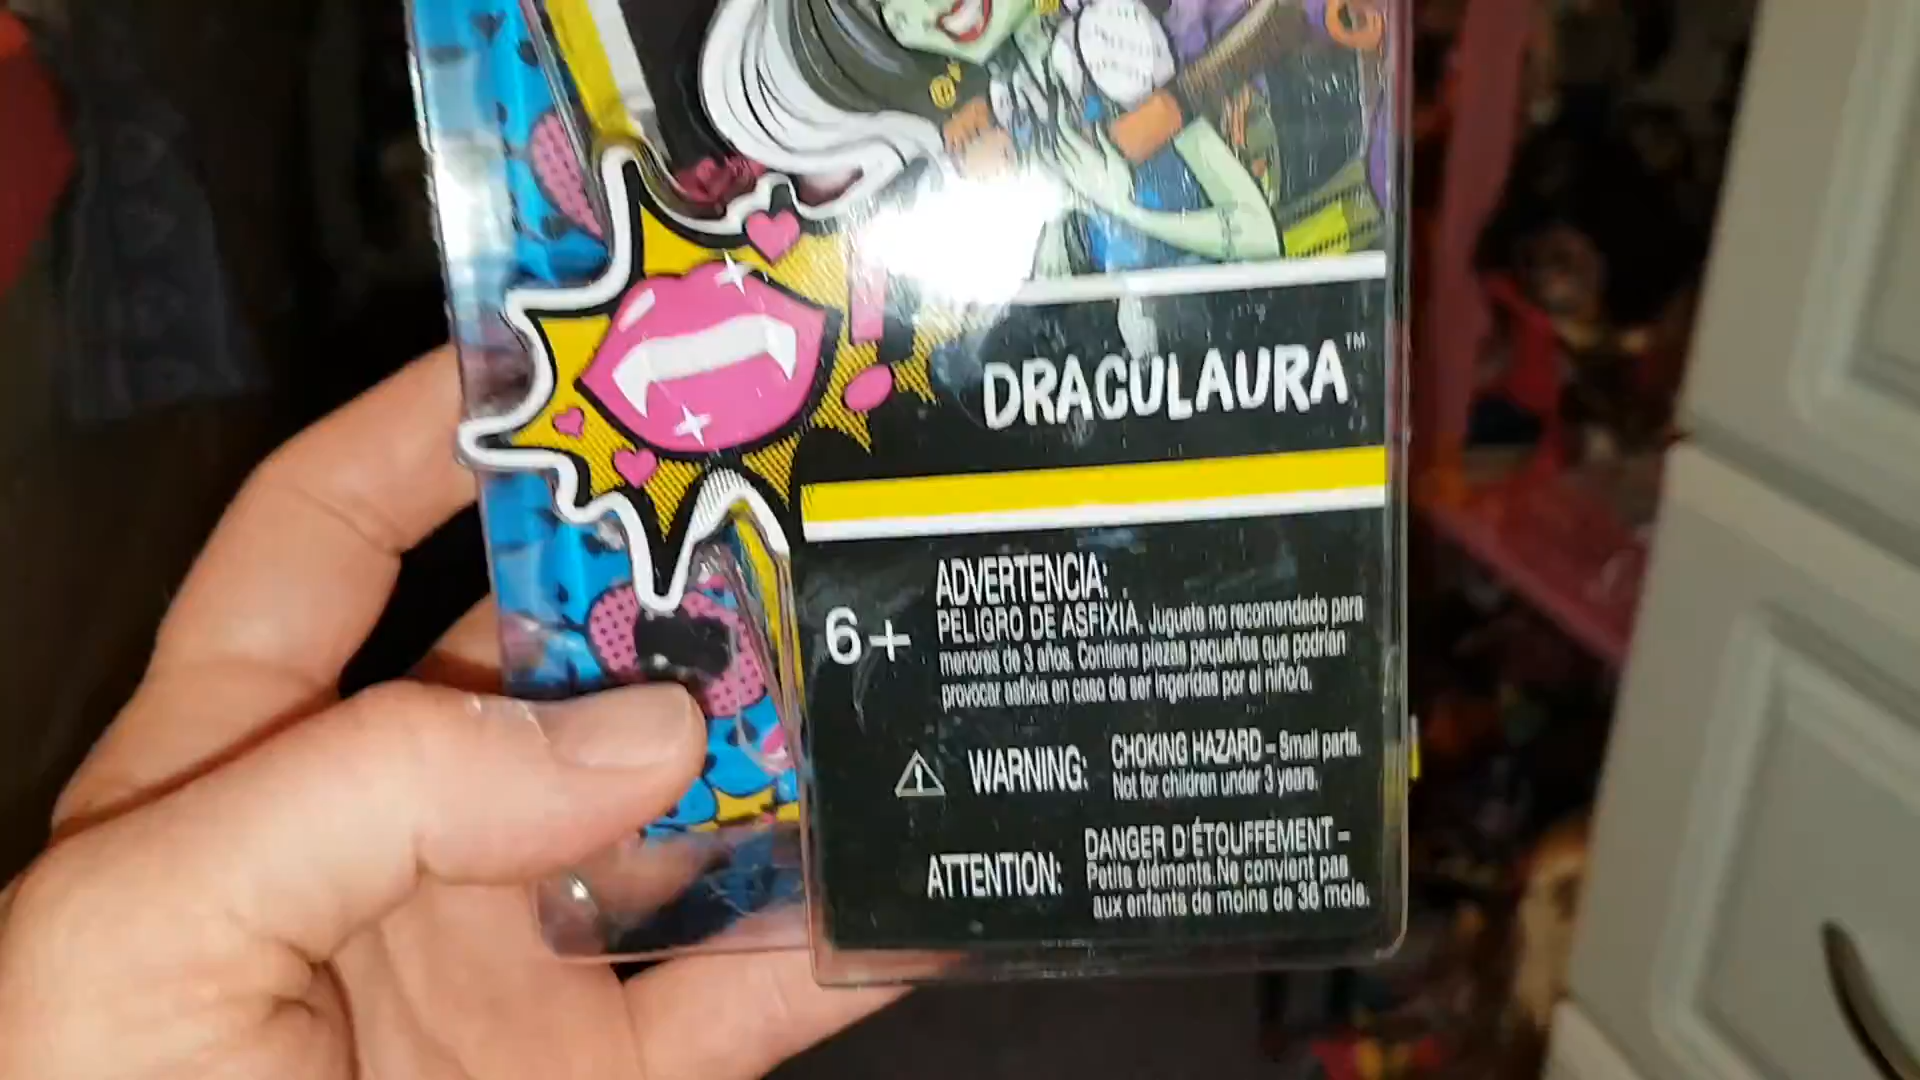 DRACULAURA™
6+
ADVERTENCIA:
PELIGRO DE ASFIXIA. Juguete no recomendado para
menores de 3 años. Contiene piezas pequeñas que podrían
provocar asfixia en caso de ser ingeridas por el niño/a.
WARNING: CHOKING HAZARD – Small parts.
Not for children under 3 years.
ATTENTION: DANGER D'ÉTOUFFEMENT –
Petits éléments. Ne convient pas
aux enfants de moins de 36 mois.